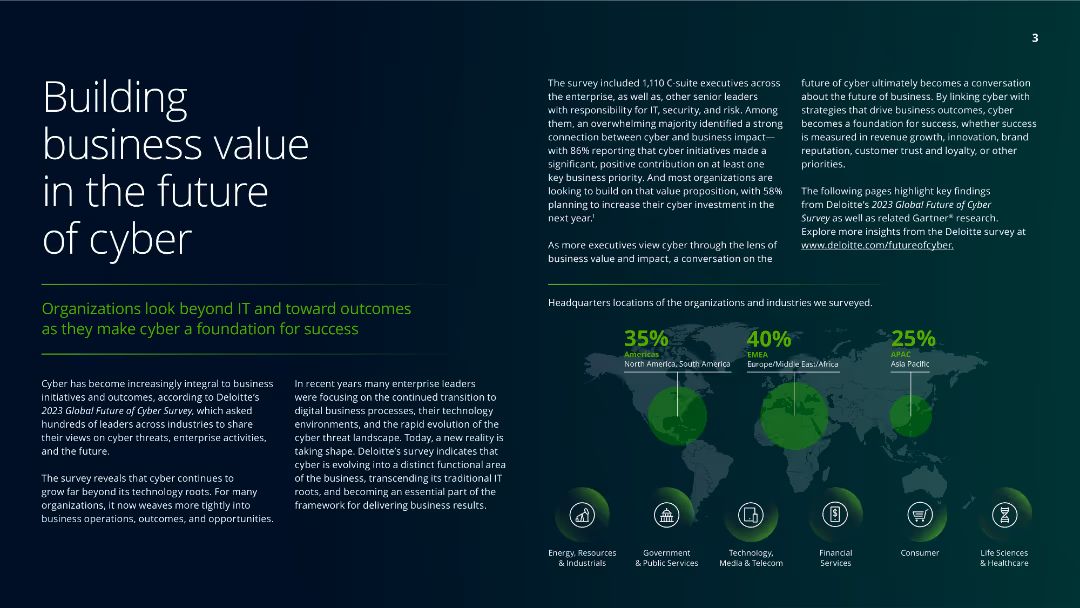 3
Building
business value
in the future
of cyber
Organizations look beyond IT and toward outcomes
as they make cyber a foundation for success
Cyber has become increasingly integral to business
initiatives and outcomes, according to Deloitte's
2023 Global Future of Cyber Survey, which asked
hundreds of leaders across industries to share
their views on cyber threats, enterprise activities,
and the future.
The survey reveals that cyber continues to
grow far beyond its technology roots. For many
organizations, it now weaves more tightly into
business operations, outcomes, and opportunities.
In recent years many enterprise leaders
were focusing on the continued transition to
digital business processes, their technology
environments, and the rapid evolution of the
cyber threat landscape. Today, a new reality is
taking shape. Deloitte's survey indicates that
cyber is evolving into a distinct functional area
of the business, transcending its traditional IT
roots, and becoming an essential part of the
framework for delivering business results.
The survey included 1,110 C-suite executives across
the enterprise, as well as, other senior leaders
with responsibility for IT, security, and risk. Among
them, an overwhelming majority identified a strong
connection between cyber and business impact—
with 86% reporting that cyber initiatives made a
significant, positive contribution on at least one
key business priority. And most organizations are
looking to build on that value proposition, with 58%
planning to increase their cyber investment in the
next year.¹
As more executives view cyber through the lens of
business value and impact, a conversation on the
future of cyber ultimately becomes a conversation
about the future of business. By linking cyber with
strategies that drive business outcomes, cyber
becomes a foundation for success, whether success
is measured in revenue growth, innovation, brand
reputation, customer trust and loyalty, or other
priorities.
The following pages highlight key findings
from Deloitte's 2023 Global Future of Cyber
Survey as well as related Gartner® research.
Explore more insights from the Deloitte survey at
www.deloitte.com/futureofcyber.
Headquarters locations of the organizations and industries we surveyed.
35%
Americas
North America, South America
40%
EMEA
Europe/Middle East/Africa
25%
APAC
Asia Pacific
Energy, Resources
& Industrials
Government
& Public Services
Technology,
Media & Telecom
Financial
Services
Consumer
Life Sciences
& Healthcare